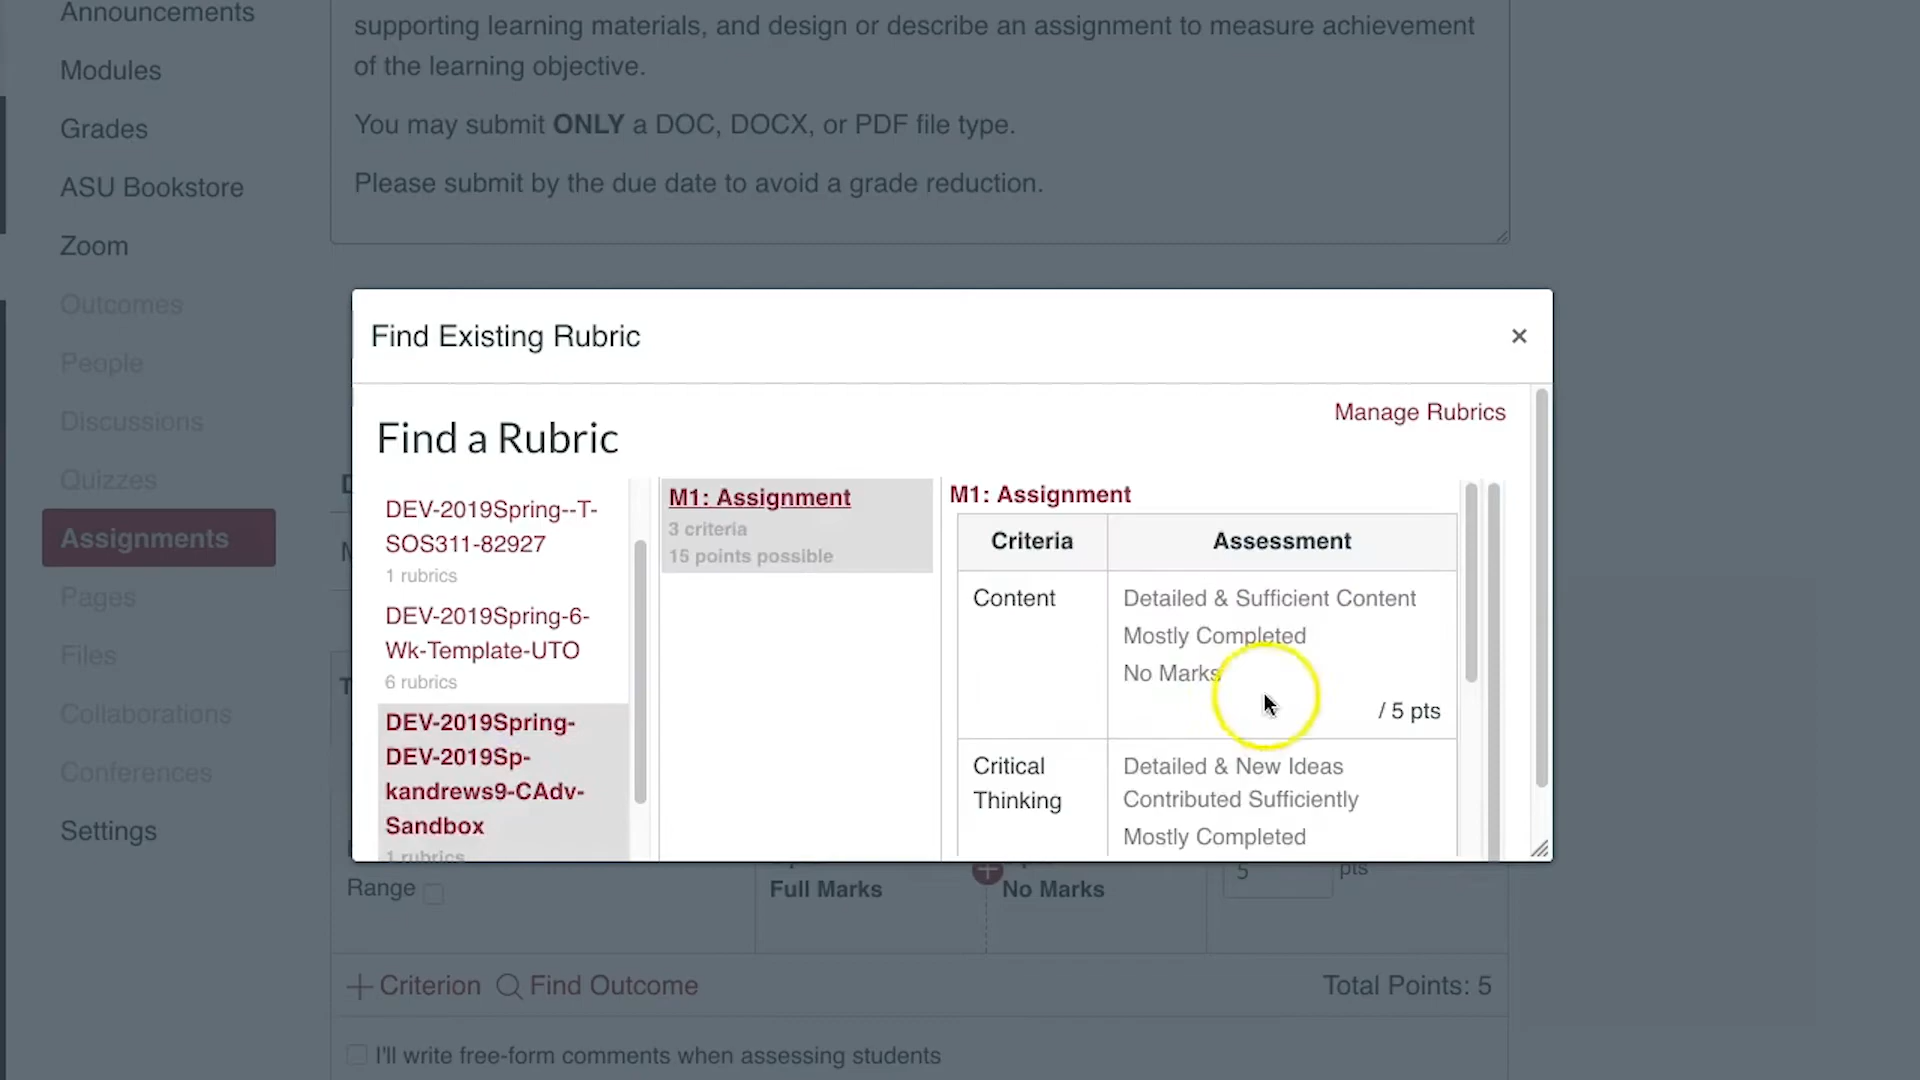 Announcements
Modules
Grades
ASU Bookstore
Zoom
Outcomes
People
Discussions
Quizzes
Assignments
Pages
Files
Collaborations
Conferences
Settings
supporting learning materials, and design or describe an assignment to measure achievement
of the learning objective.
You may submit ONLY a DOC, DOCX, or PDF file type.
Please submit by the due date to avoid a grade reduction.
Find Existing Rubric
×
Manage Rubrics
Find a Rubric
DEV-2019Spring--T-
SOS311-82927
1 rubrics
DEV-2019Spring-6-
Wk-Template-UTO
6 rubrics
DEV-2019Spring-
DEV-2019Sp-
kandrews9-CAdv-
Sandbox
1 rubrics
M1: Assignment
3 criteria
15 points possible
M1: Assignment
Criteria
Assessment
Content
Detailed & Sufficient Content
Mostly Completed
No Marks
/ 5 pts
Critical
Thinking
Detailed & New Ideas
Contributed Sufficiently
Mostly Completed
Range
Full Marks
No Marks
5
pts
Criterion
Find Outcome
Total Points: 5
I'll write free-form comments when assessing students